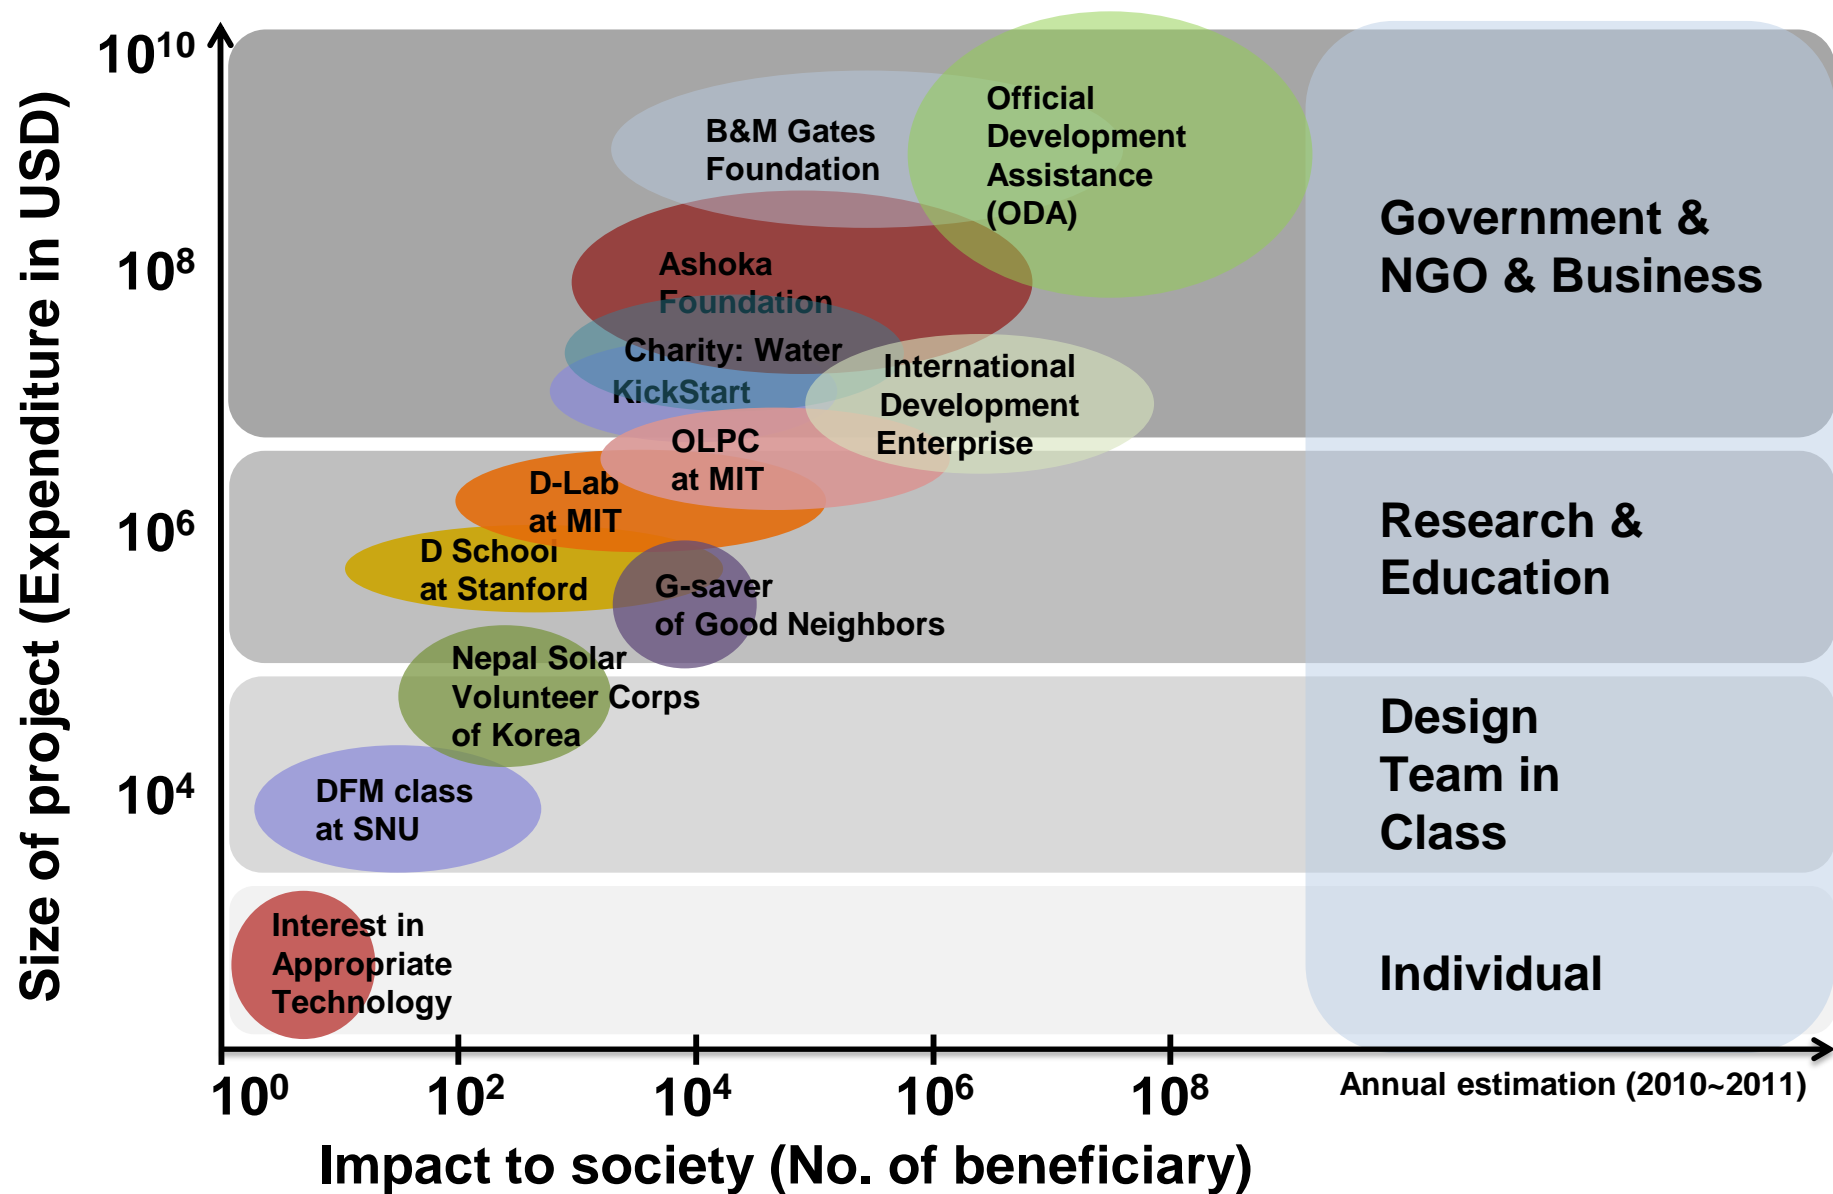 Size of project (Expenditure in USD)
10¹⁰
10⁸
10⁶
10⁴
B&M Gates
Foundation
Official
Development
Assistance
(ODA)
Ashoka
Foundation
Charity: Water
KickStart
International
Development
Enterprise
OLPC
at MIT
D-Lab
at MIT
D School
at Stanford
G-saver
of Good Neighbors
Nepal Solar
Volunteer Corps
of Korea
DFM class
at SNU
Interest in
Appropriate
Technology
Government &
NGO & Business
Research &
Education
Design
Team in
Class
Individual
10⁰
10²
10⁴
10⁶
10⁸
Annual estimation (2010~2011)
Impact to society (No. of beneficiary)